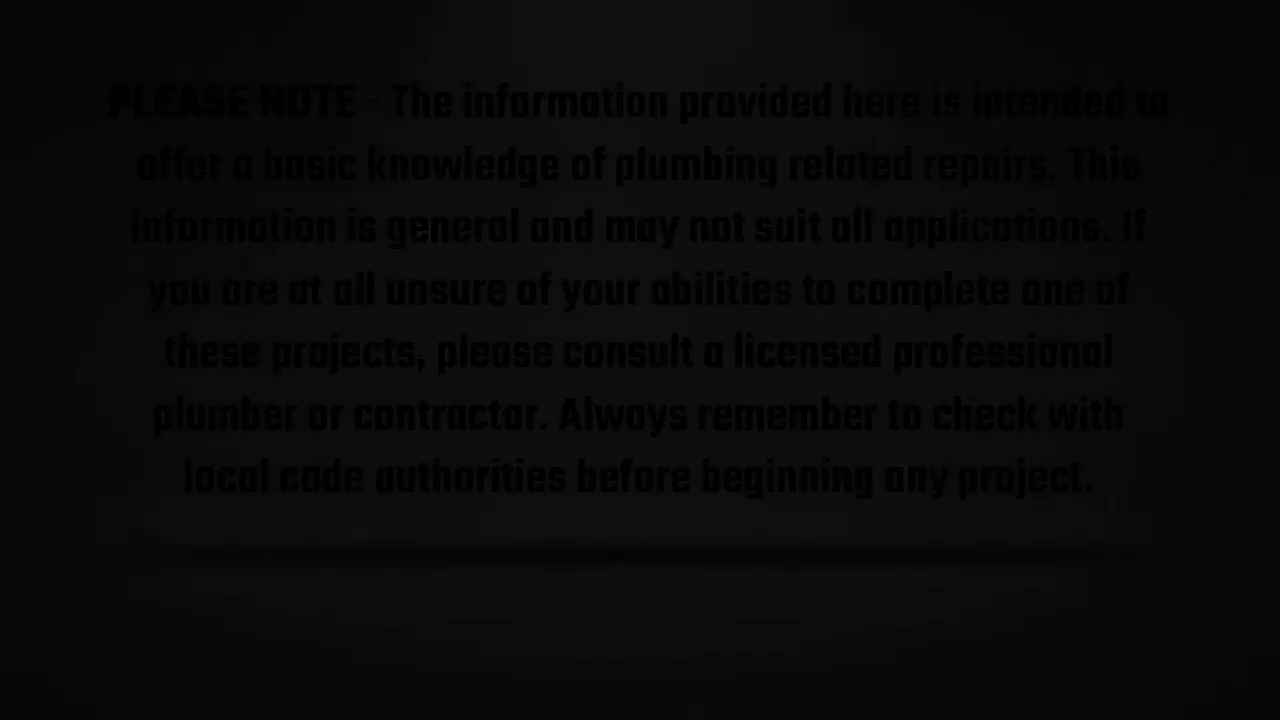 PLEASE NOTE - The information provided here is intended to
offer a basic knowledge of plumbing related repairs. This
information is general and may not suit all applications. If
you are at all unsure of your abilities to complete one of
these projects, please consult a licensed professional
plumber or contractor. Always remember to check with
local code authorities before beginning any project.